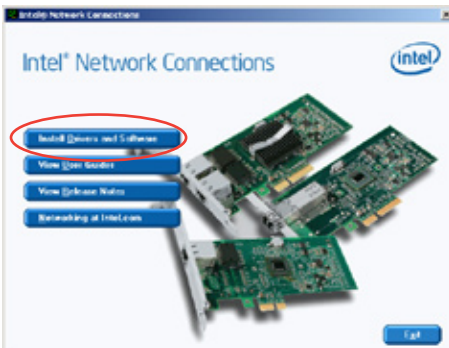 Intel® Network Connections
Intel® Network Connections
intel
Install Drivers and Software
View User Guides
View Release Notes
Networking at Intel.com
Exit